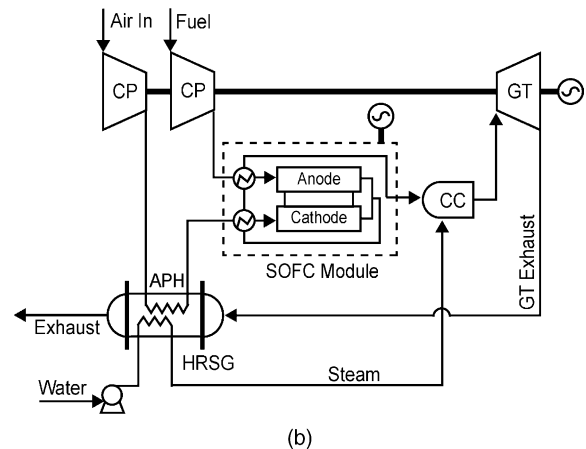 Air In
Fuel
CP
CP
GT
Anode
Cathode
CC
SOFC Module
APH
GT Exhaust
Exhaust
HRSG
Steam
Water
(b)